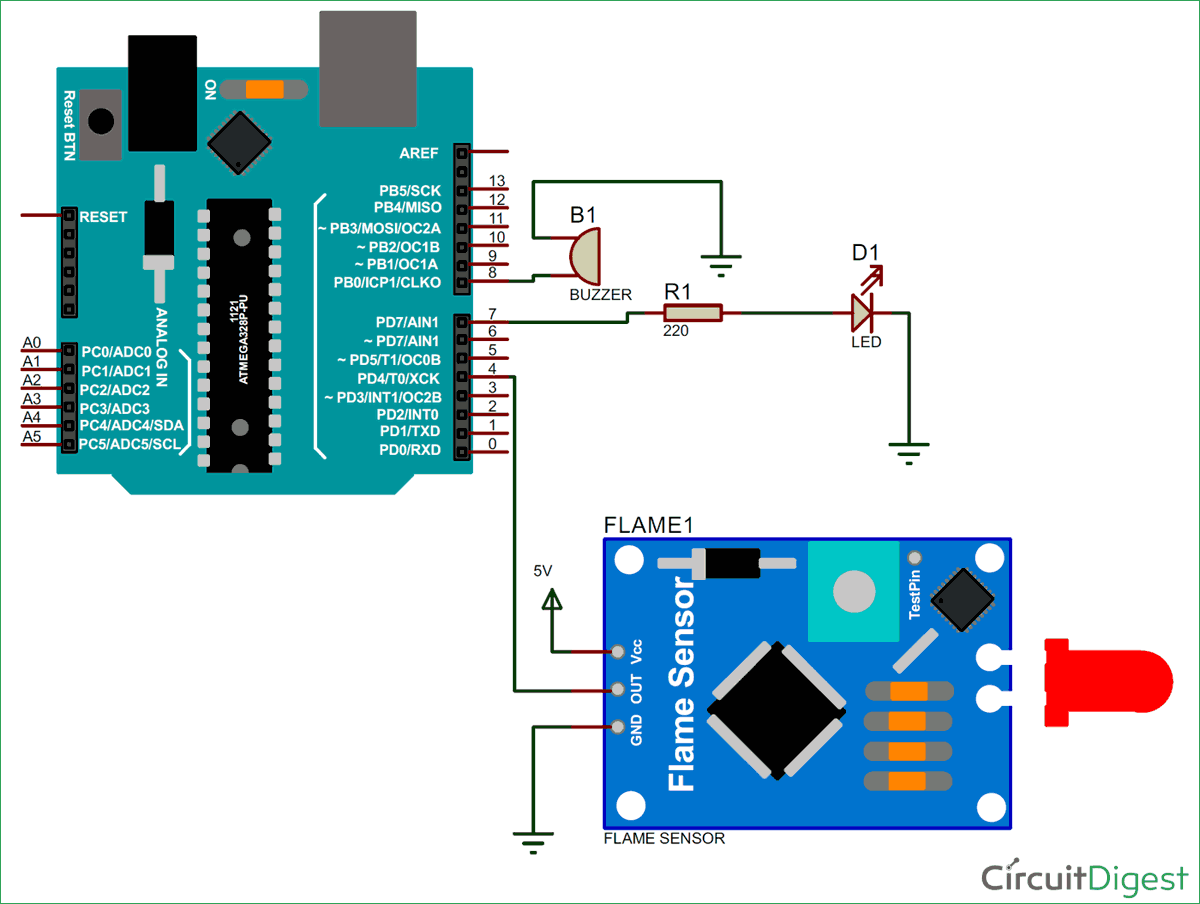 Reset BTN
ON
AREF
13
PB5/SCK
12
PB4/MISO
11
~ PB3/MOSI/OC2A
10
~ PB2/OC1B
9
~ PB1/OC1A
8
PB0/ICP1/CLKO
RESET
1121
ATMEGA328P-PU
ANALOG IN
7
PD7/AIN1
6
~ PD7/AIN1
5
~ PD5/T1/OC0B
4
PD4/T0/XCK
3
~ PD3/INT1/OC2B
2
PD2/INT0
1
PD1/TXD
0
PD0/RXD
A0
PC0/ADC0
A1
PC1/ADC1
A2
PC2/ADC2
A3
PC3/ADC3
A4
PC4/ADC4/SDA
A5
PC5/ADC5/SCL
B1
BUZZER
R1
220
D1
LED
FLAME1
5V
Vcc
OUT
GND
Flame Sensor
TestPin
FLAME SENSOR
CircuitDigest